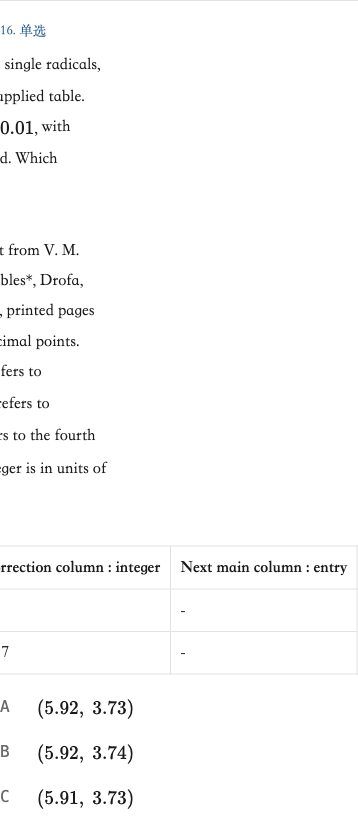 16. 单选
single radicals,
upplied table.
0.01, with
d. Which
t from V. M.
bles*, Drofa,
, printed pages
cimal points.
fers to
refers to
rs to the fourth
eger is in units of
rrection column : integer Next main column : entry
-
7 -
A (5.92, 3.73)
B (5.92, 3.74)
C (5.91, 3.73)